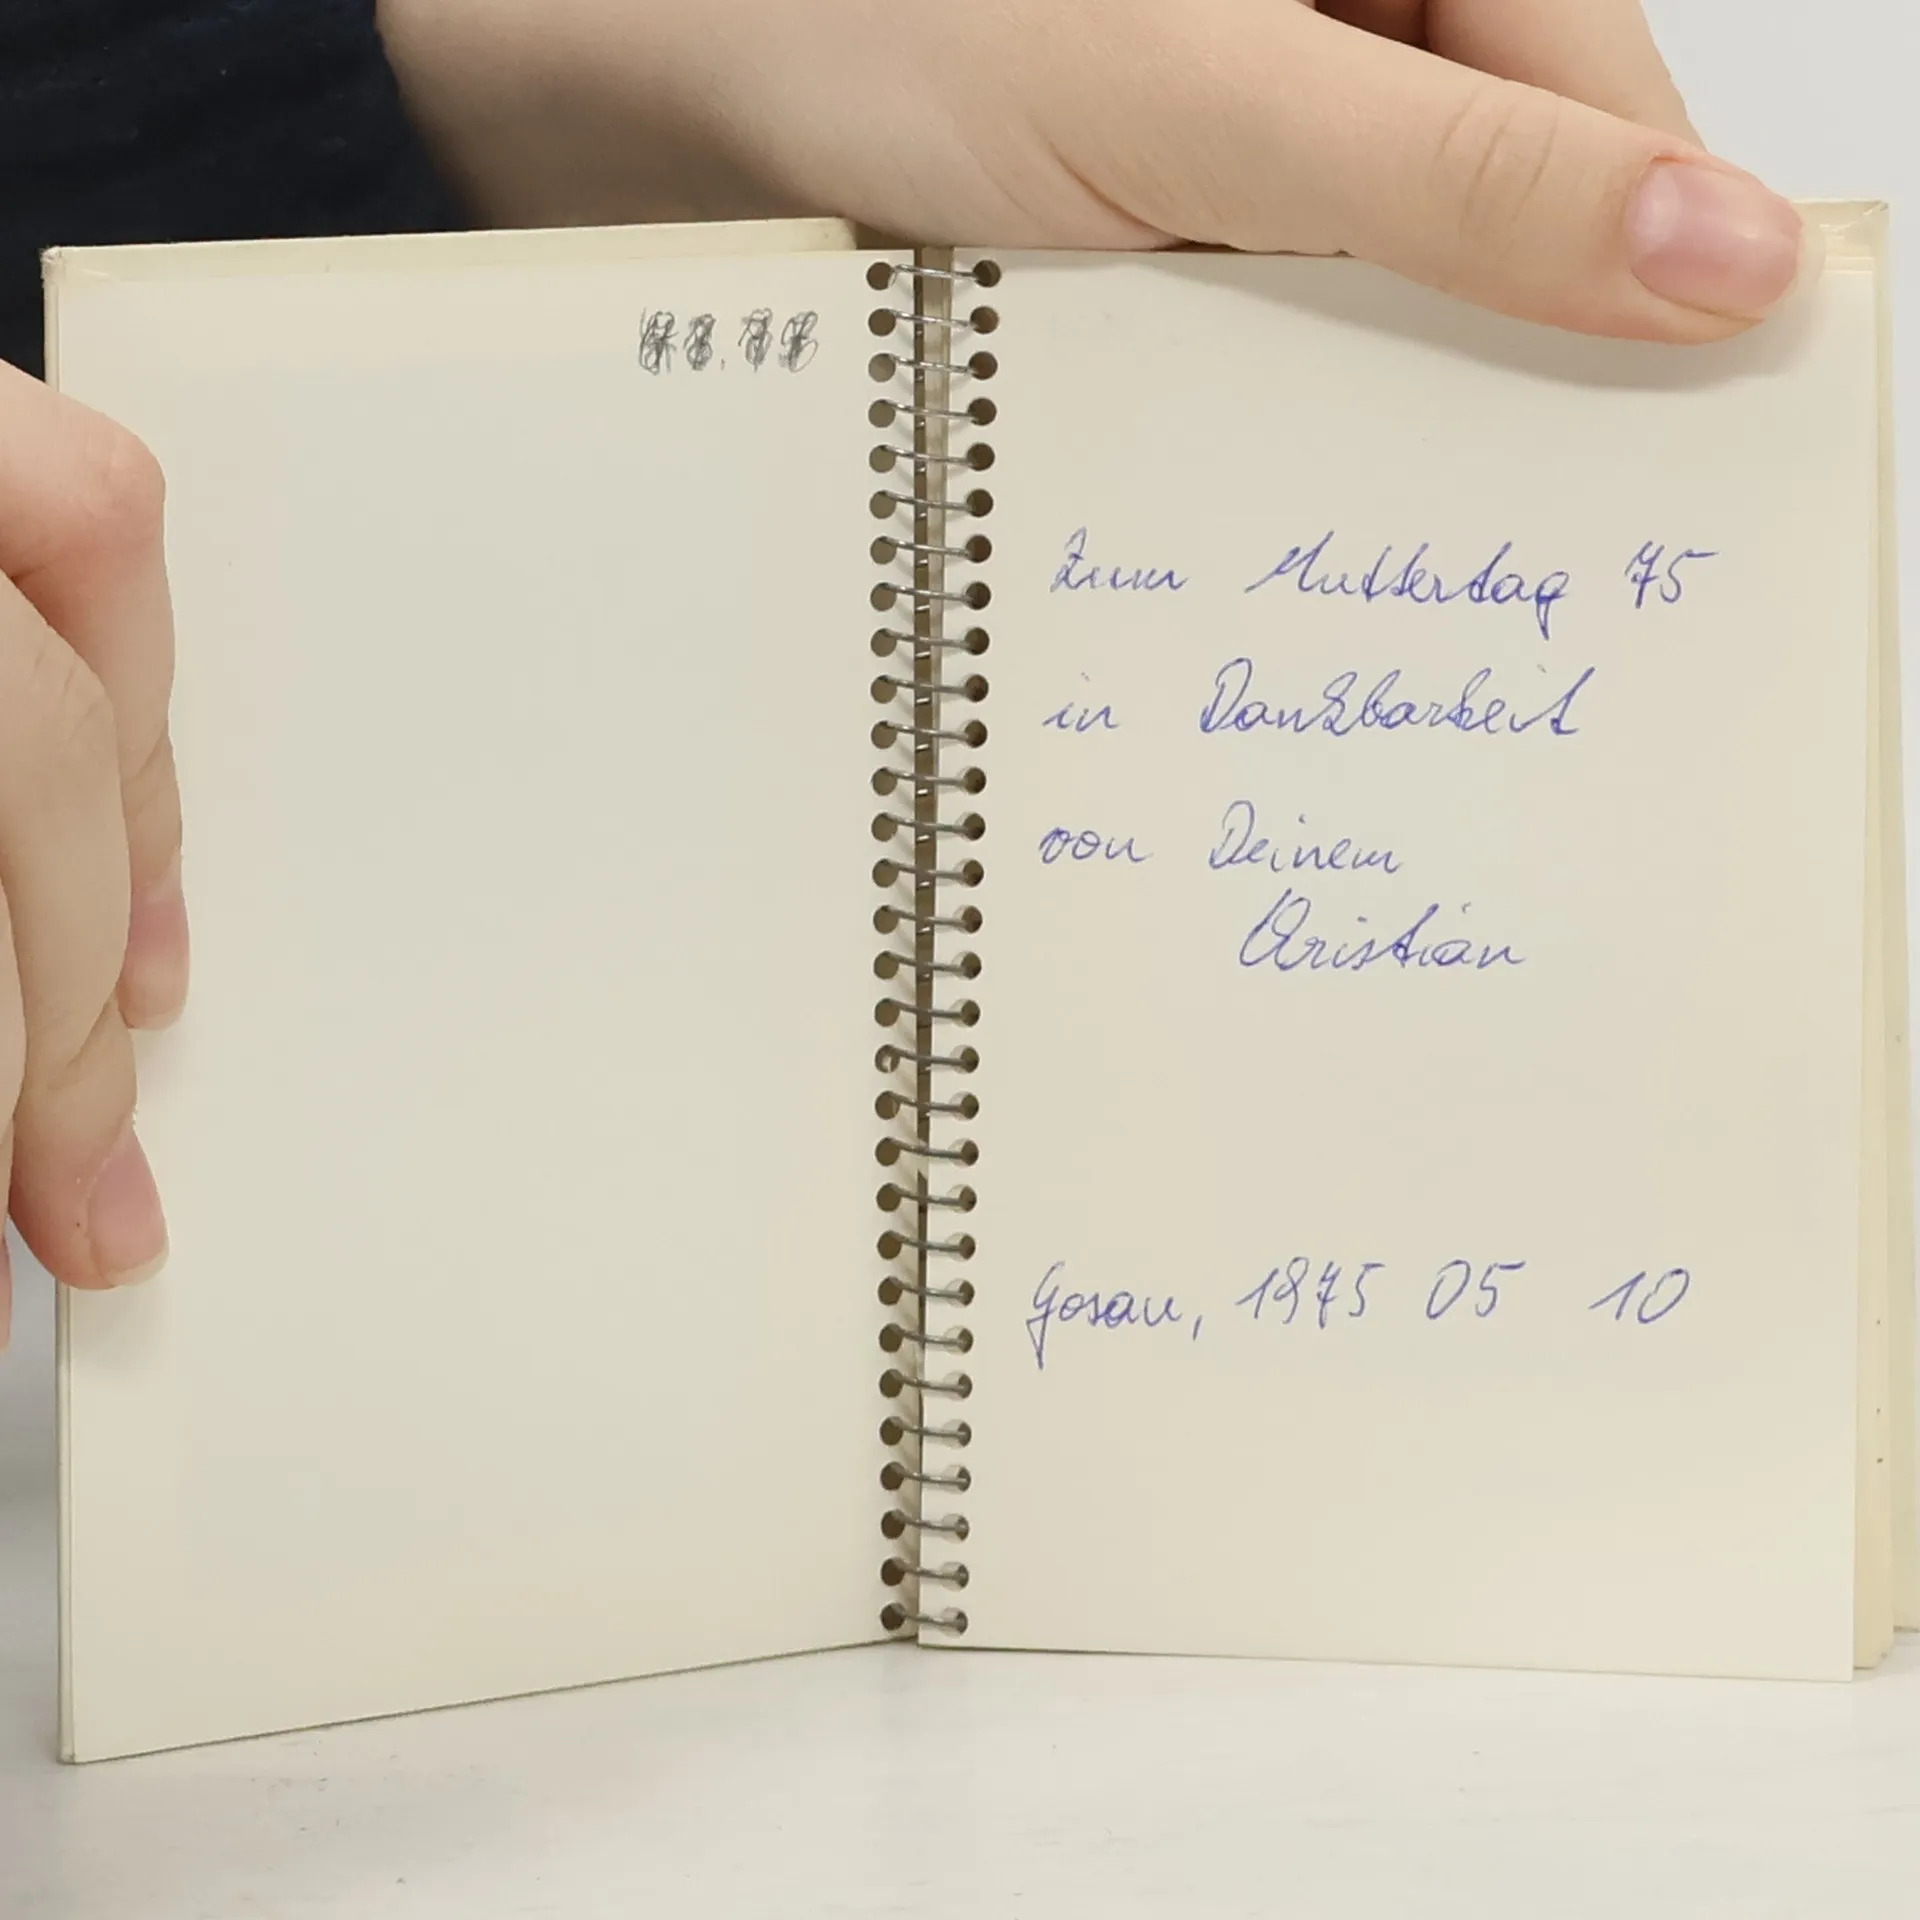 Zum Muttertag 75
in Dankbarkeit
von Deinem
Christian
Gosau, 1975 05 10